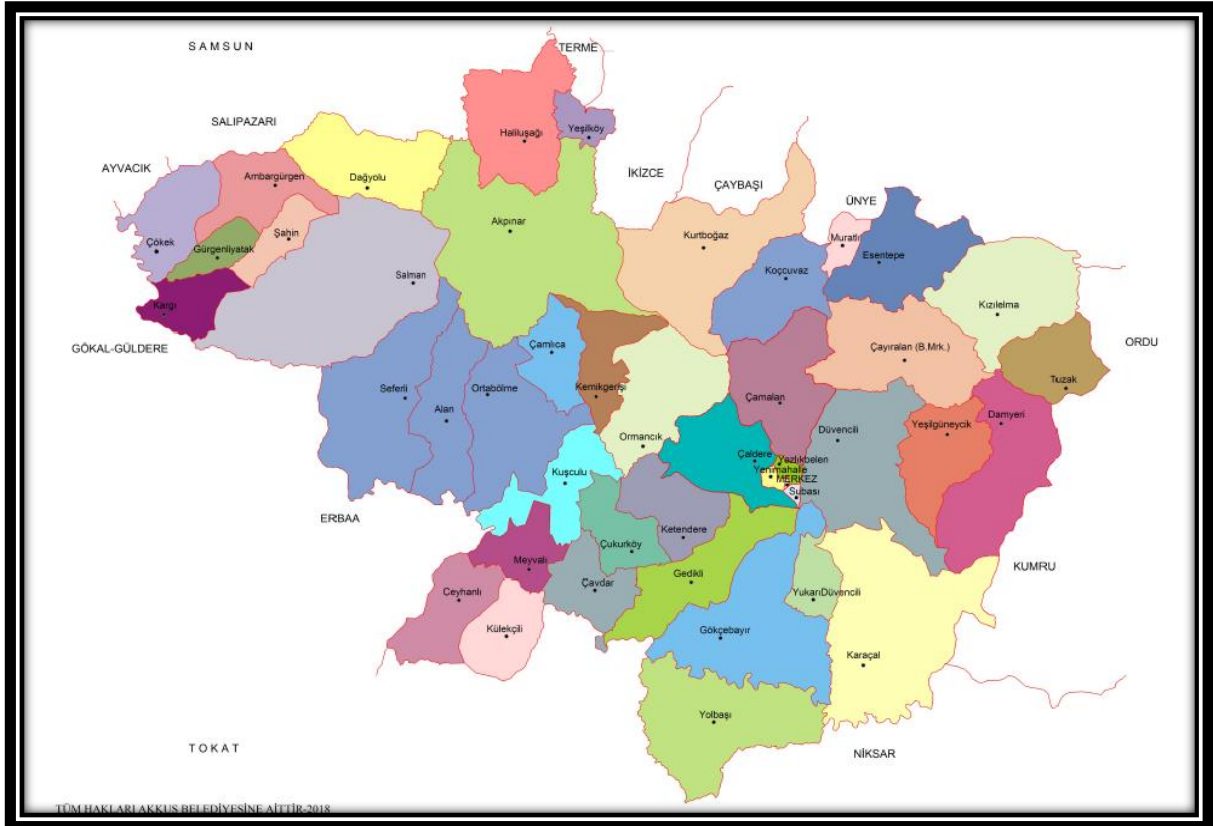 SAMSUN
TERME
Haliluşağı
Yeşilköy
SALIPAZARI
AYVACIK
Ambargürgen
Dağyolu
İKİZCE
ÇAYBAŞI
ÜNYE
Çökek
Gürgenliyatak
Şahin
Akpınar
Kurtboğaz
Muratlı
Esentepe
Salman
Koçcuvaz
Kargı
Kızılelma
GÖKAL-GÜLDERE
Çamlıca
Çayıralan (B.Mrk.)
ORDU
Seferli
Alan
Ortabölme
Kemikgerişi
Çamalan
Tuzak
Ormancık
Düvencili
Yeşilgüneycik
Damyeri
Kuşculu
Çaldere
Yazlıkbelen
Yenimahalle
MERKEZ
Subası
ERBAA
Ketendere
Çukurköy
Meyvalı
Gedikli
KUMRU
Ceyhanlı
Çavdar
YukarıDüvencili
Külekçili
Gökçebayır
Karaçal
Yolbaşı
TOKAT
NİKSAR
TÜM HAKLARI AKKUS BELEDİYESİNE AİTTİR-2018